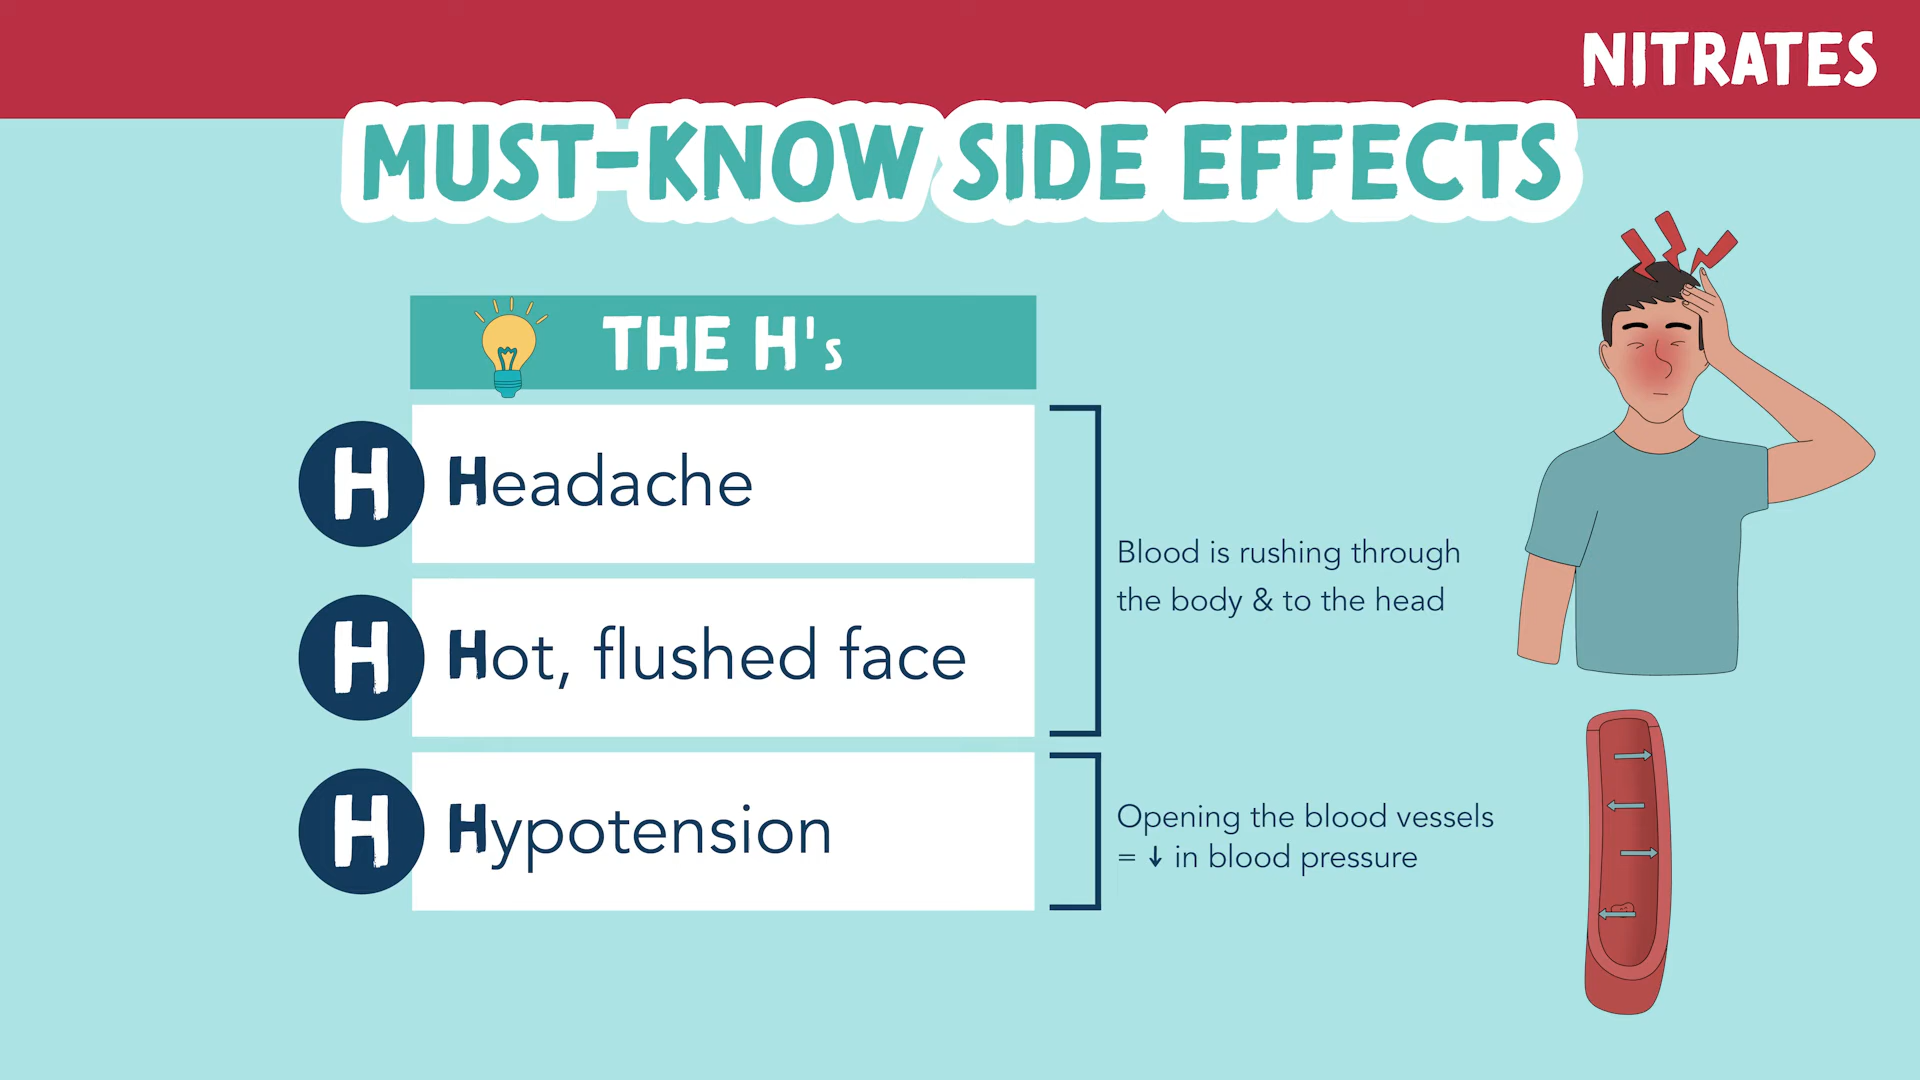 NITRATES
MUST-KNOW SIDE EFFECTS
THE H's
H Headache
H Hot, flushed face
Blood is rushing through
the body & to the head
H Hypotension
Opening the blood vessels
= ↓ in blood pressure